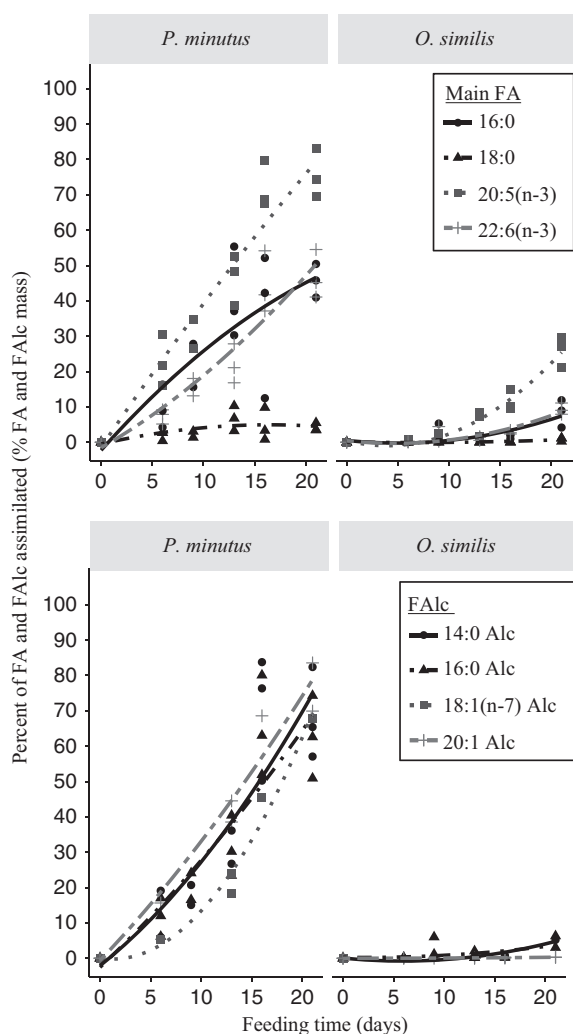 Percent of FA and FAlc assimilated (% FA and FAlc mass)
P. minutus
O. similis
100
90
80
70
60
50
40
30
20
10
0
Main FA
16:0
18:0
20:5(n-3)
22:6(n-3)
0 5 10 15 20
0 5 10 15 20
P. minutus
O. similis
100
90
80
70
60
50
40
30
20
10
0
FAlc
14:0 Alc
16:0 Alc
18:1(n-7) Alc
20:1 Alc
0 5 10 15 20
0 5 10 15 20
Feeding time (days)